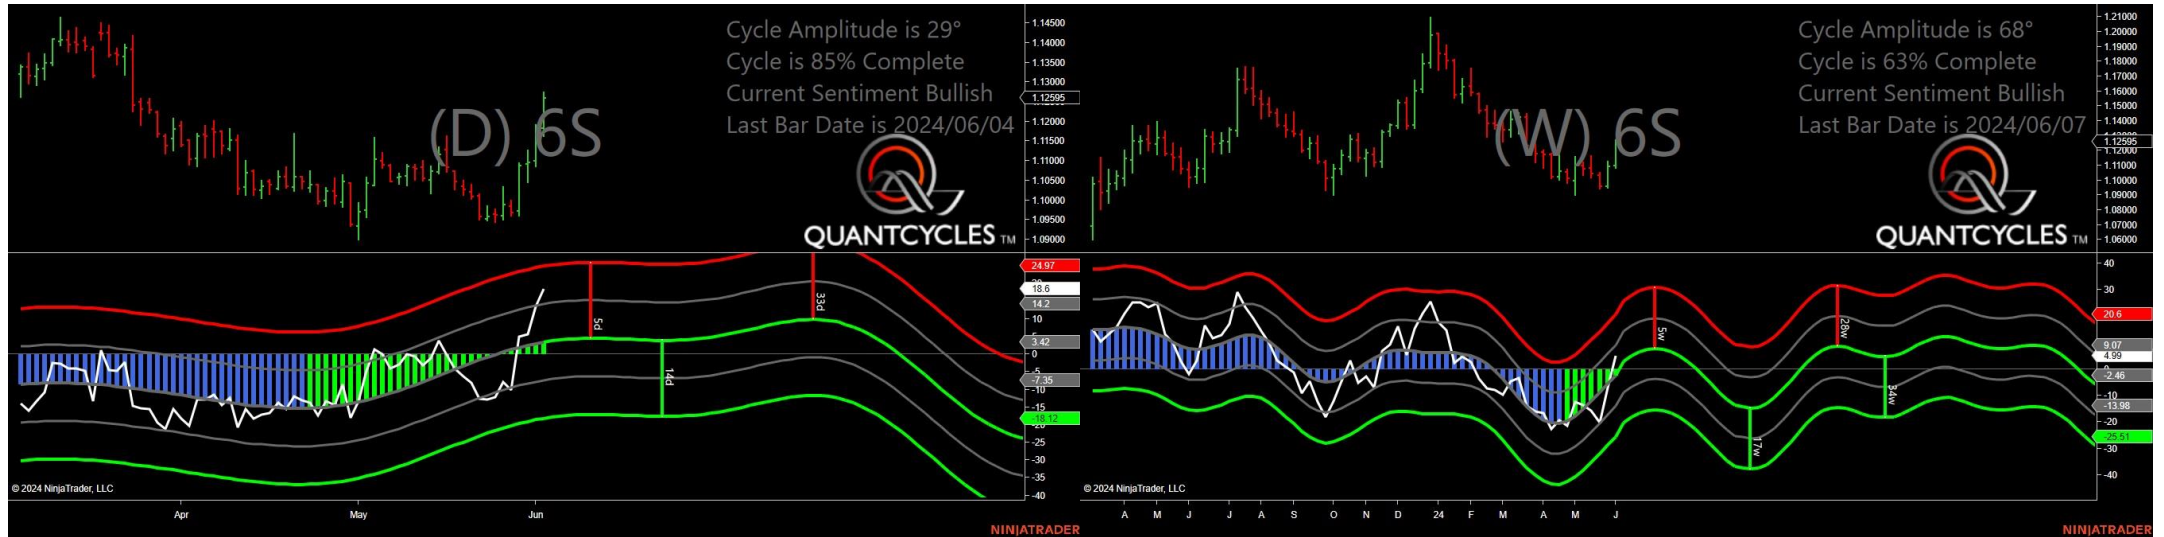 Cycle Amplitude is 29°
Cycle is 85% Complete
Current Sentiment Bullish
Last Bar Date is 2024/06/04
(D) 6S
QUANTCYCLES TM
1.14500
1.14000
1.13500
1.13000
1.12595
1.12000
1.11500
1.11000
1.10500
1.10000
1.09500
1.09000
24.97
18.6
14.2
10
5
3.42
0
-5
-7.35
-10
-15
-18.12
-20
-25
-30
-35
-40
5d
14d
33d
© 2024 NinjaTrader, LLC
Apr May Jun
NINJATRADER
Cycle Amplitude is 68°
Cycle is 63% Complete
Current Sentiment Bullish
Last Bar Date is 2024/06/07
(W) 6S
QUANTCYCLES TM
1.21000
1.20000
1.19000
1.18000
1.17000
1.16000
1.15000
1.14000
1.13000
1.12595
1.12000
1.11000
1.10000
1.09000
1.08000
1.07000
1.06000
40
30
20.6
9.07
4.99
0
-2.46
-10
-13.98
-20
-25.51
-30
-40
5w
17w
28w
34w
© 2024 NinjaTrader, LLC
A M J J A S O N D 24 F M A M J
NINJATRADER